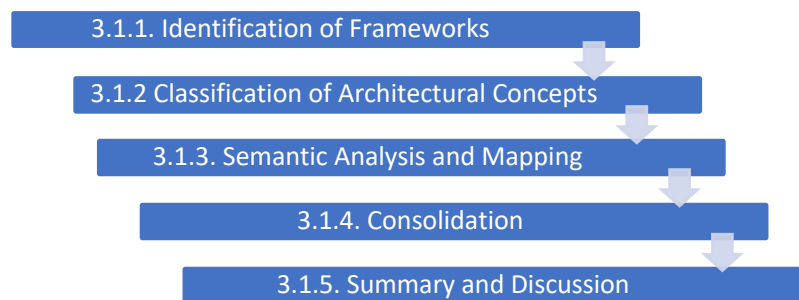 3.1.1. Identification of Frameworks
3.1.2 Classification of Architectural Concepts
3.1.3. Semantic Analysis and Mapping
3.1.4. Consolidation
3.1.5. Summary and Discussion